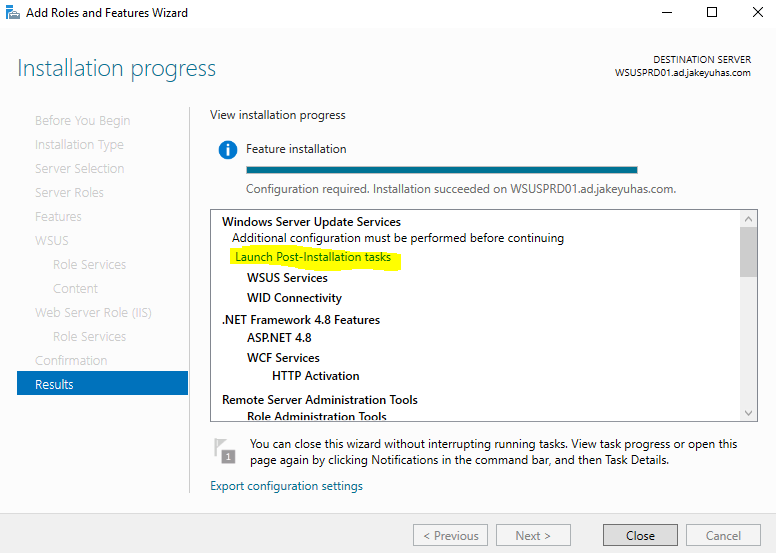 Add Roles and Features Wizard
Installation progress
DESTINATION SERVER
WSUSPRD01.ad.jakeyuhas.com
Before You Begin
Installation Type
Server Selection
Server Roles
Features
WSUS
Role Services
Content
Web Server Role (IIS)
Role Services
Confirmation
Results
View installation progress
Feature installation
Configuration required. Installation succeeded on WSUSPRD01.ad.jakeyuhas.com.
Windows Server Update Services
Additional configuration must be performed before continuing
Launch Post-Installation tasks
WSUS Services
WID Connectivity
.NET Framework 4.8 Features
ASP.NET 4.8
WCF Services
HTTP Activation
Remote Server Administration Tools
Role Administration Tools
1
You can close this wizard without interrupting running tasks. View task progress or open this
page again by clicking Notifications in the command bar, and then Task Details.
Export configuration settings
< Previous
Next >
Close
Cancel